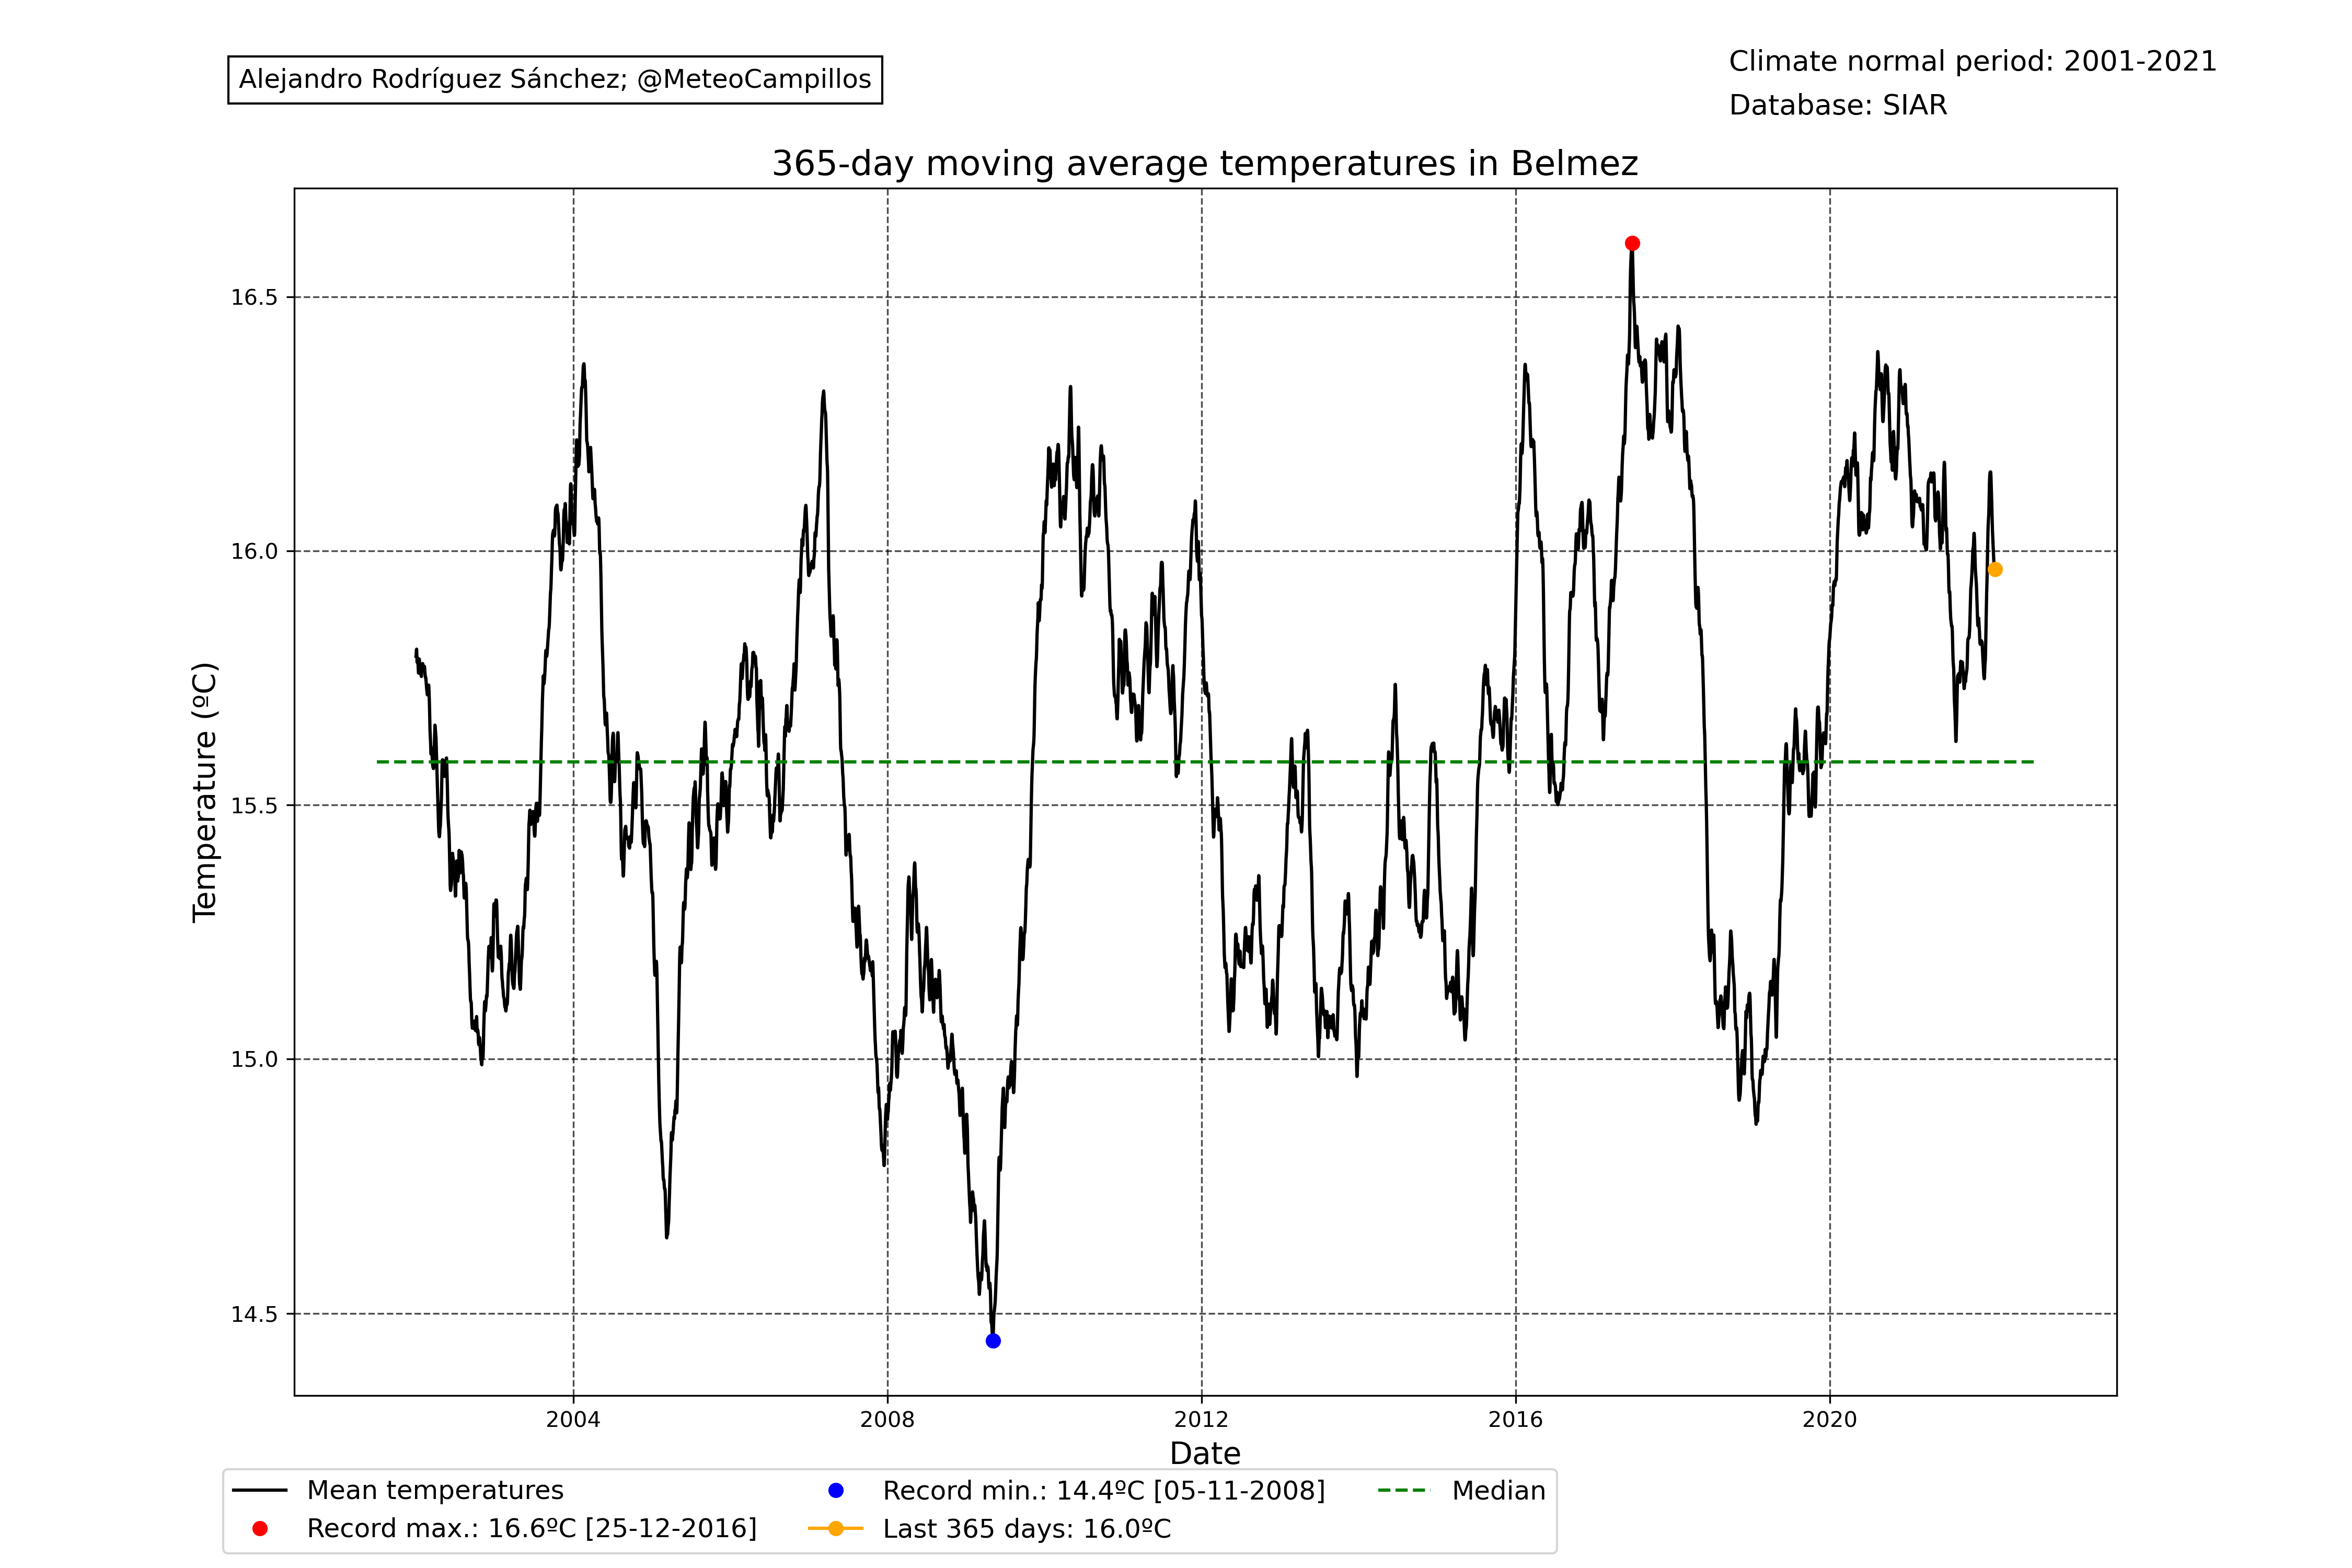 Alejandro Rodríguez Sánchez; @MeteoCampillos
Climate normal period: 2001-2021
Database: SIAR
365-day moving average temperatures in Belmez
Temperature (ºC)
16.5
16.0
15.5
15.0
14.5
2004
2008
2012
2016
2020
Date
Mean temperatures
Record max.: 16.6ºC [25-12-2016]
Record min.: 14.4ºC [05-11-2008]
Last 365 days: 16.0ºC
Median